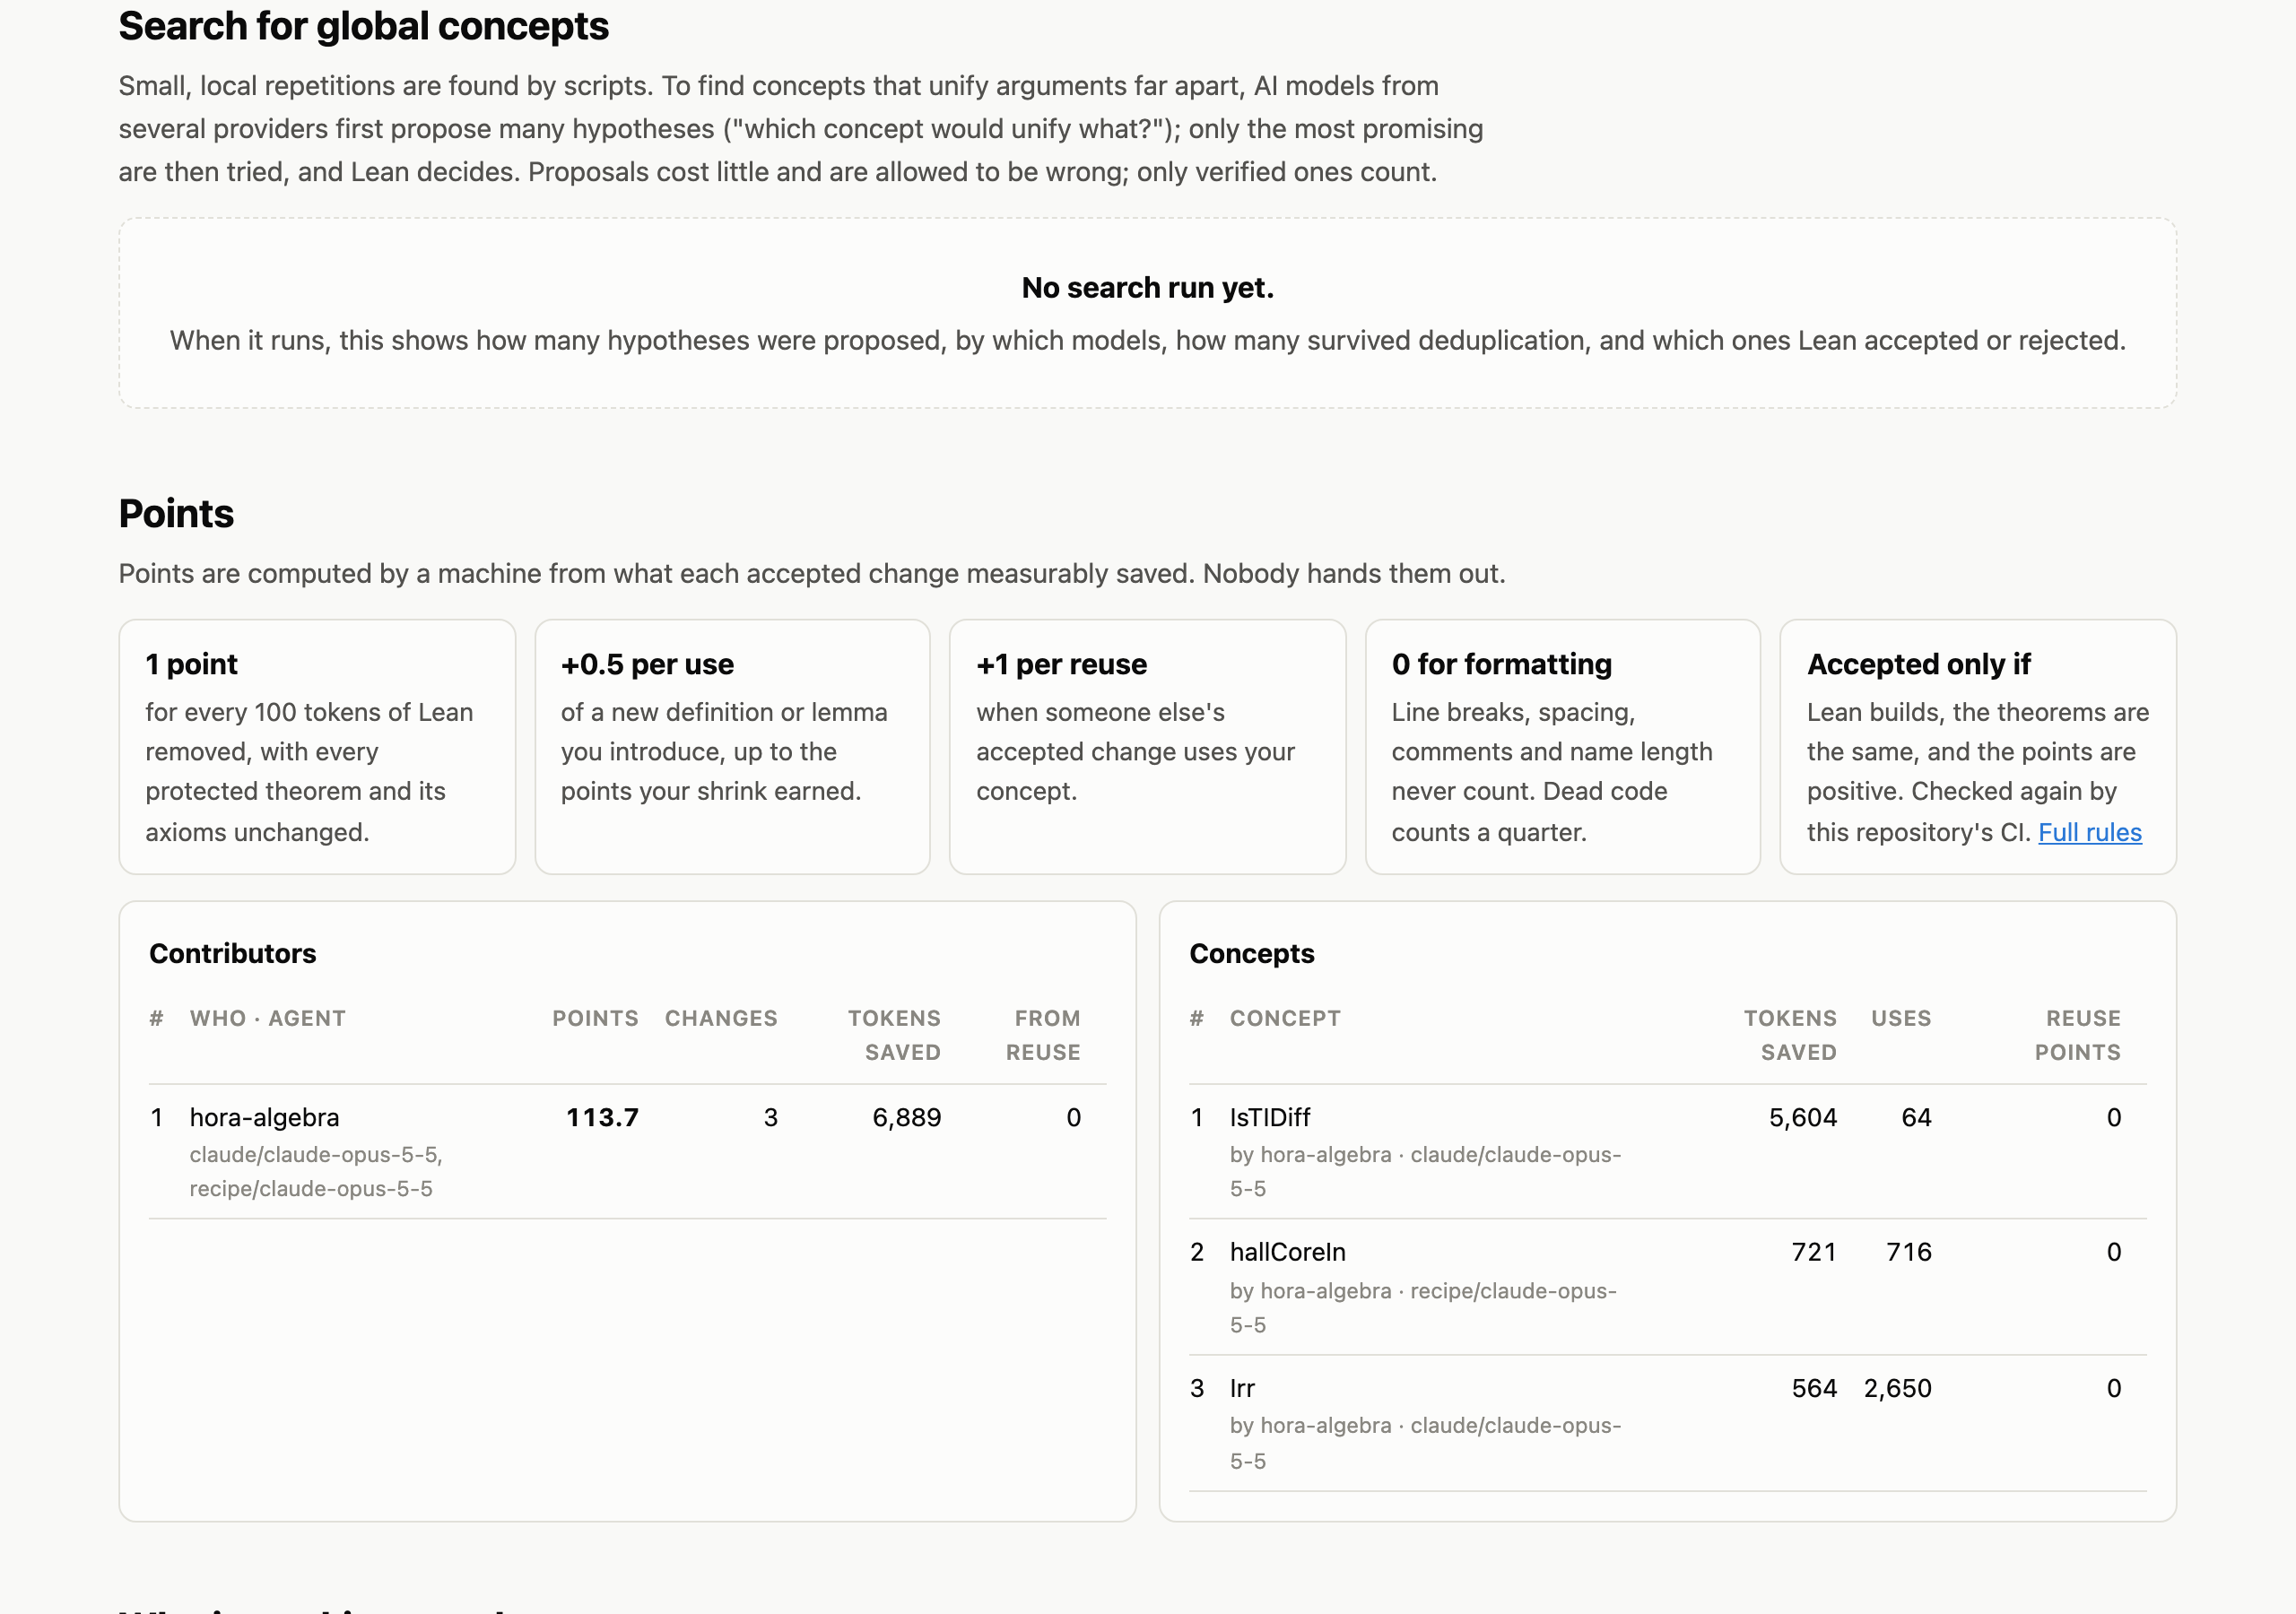 Search for global concepts
Small, local repetitions are found by scripts. To find concepts that unify arguments far apart, AI models from
several providers first propose many hypotheses ("which concept would unify what?"); only the most promising
are then tried, and Lean decides. Proposals cost little and are allowed to be wrong; only verified ones count.
No search run yet.
When it runs, this shows how many hypotheses were proposed, by which models, how many survived deduplication, and which ones Lean accepted or rejected.
Points
Points are computed by a machine from what each accepted change measurably saved. Nobody hands them out.
1 point
for every 100 tokens of Lean
removed, with every
protected theorem and its
axioms unchanged.
+0.5 per use
of a new definition or lemma
you introduce, up to the
points your shrink earned.
+1 per reuse
when someone else's
accepted change uses your
concept.
0 for formatting
Line breaks, spacing,
comments and name length
never count. Dead code
counts a quarter.
Accepted only if
Lean builds, the theorems are
the same, and the points are
positive. Checked again by
this repository's CI. Full rules
Contributors
# WHO · AGENT POINTS CHANGES TOKENS SAVED FROM REUSE
1 hora-algebra 113.7 3 6,889 0
claude/claude-opus-5-5,
recipe/claude-opus-5-5
Concepts
# CONCEPT TOKENS SAVED USES REUSE POINTS
1 IsTIDiff 5,604 64 0
by hora-algebra · claude/claude-opus-
5-5
2 hallCoreIn 721 716 0
by hora-algebra · recipe/claude-opus-
5-5
3 Irr 564 2,650 0
by hora-algebra · claude/claude-opus-
5-5